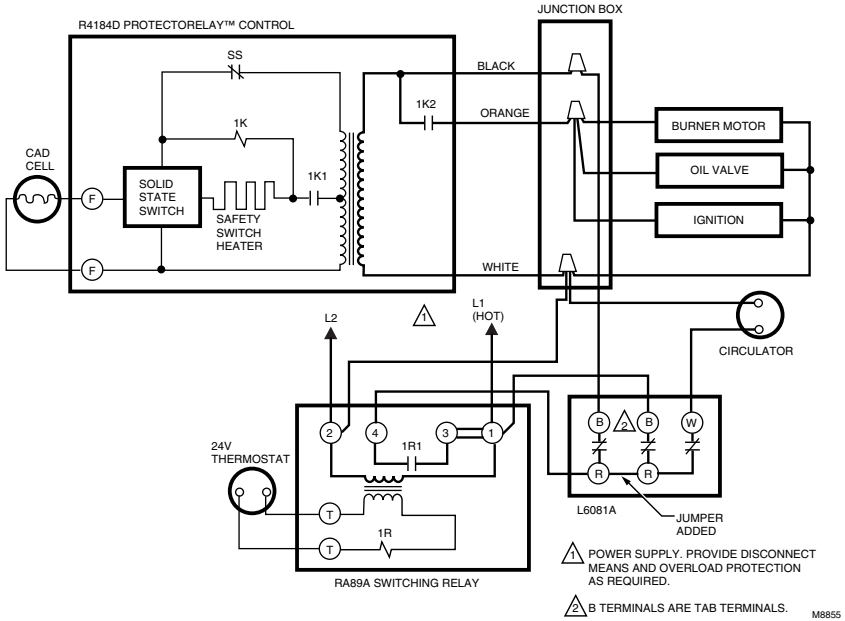 JUNCTION BOX
R4184D PROTECTORELAY™ CONTROL
SS
BLACK
1K2
ORANGE
1K
BURNER MOTOR
CAD
CELL
OIL VALVE
1K1
F
SOLID
STATE
SWITCH
SAFETY
SWITCH
HEATER
IGNITION
F
WHITE
L2
1
L1
(HOT)
CIRCULATOR
2
4
3
1
1R1
B
2
B
W
24V
THERMOSTAT
R
R
T
L6081A
JUMPER
ADDED
T
1R
RA89A SWITCHING RELAY
1 POWER SUPPLY. PROVIDE DISCONNECT
MEANS AND OVERLOAD PROTECTION
AS REQUIRED.
2 B TERMINALS ARE TAB TERMINALS.
M8855